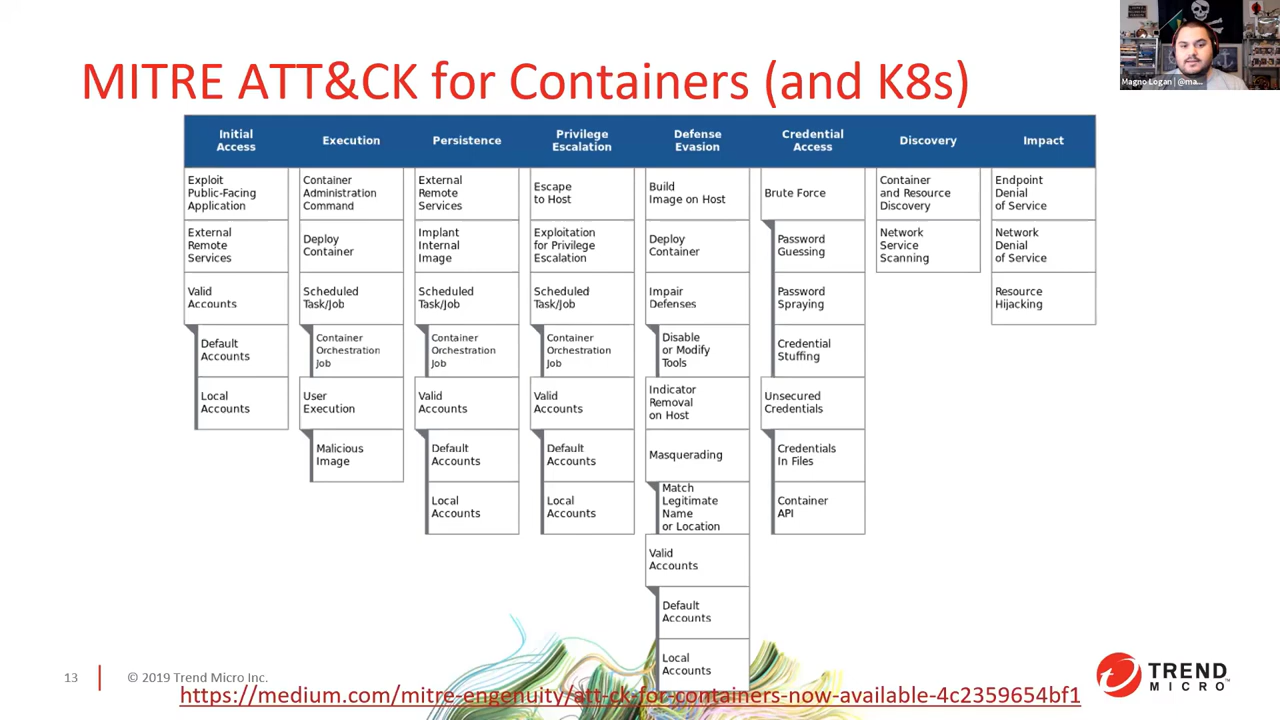 MITRE ATT&CK for Containers (and K8s)
Magno Logan | @ma...
Initial
Access
Exploit
Public-Facing
Application
External
Remote
Services
Valid
Accounts
Default
Accounts
Local
Accounts
Execution
Container
Administration
Command
Deploy
Container
Scheduled
Task/Job
Container
Orchestration
Job
User
Execution
Malicious
Image
Persistence
External
Remote
Services
Implant
Internal
Image
Scheduled
Task/Job
Container
Orchestration
Job
Valid
Accounts
Default
Accounts
Local
Accounts
Privilege
Escalation
Escape
to Host
Exploitation
for Privilege
Escalation
Scheduled
Task/Job
Container
Orchestration
Job
Valid
Accounts
Default
Accounts
Local
Accounts
Defense
Evasion
Build
Image on Host
Deploy
Container
Impair
Defenses
Disable
or Modify
Tools
Indicator
Removal
on Host
Masquerading
Match
Legitimate
Name
or Location
Valid
Accounts
Default
Accounts
Local
Accounts
Credential
Access
Brute Force
Password
Guessing
Password
Spraying
Credential
Stuffing
Unsecured
Credentials
Credentials
In Files
Container
API
Discovery
Container
and Resource
Discovery
Network
Service
Scanning
Impact
Endpoint
Denial
of Service
Network
Denial
of Service
Resource
Hijacking
13
© 2019 Trend Micro Inc.
https://medium.com/mitre-engenuity/att-ck-for-containers-now-available-4c2359654bf1
TREND
MICRO™